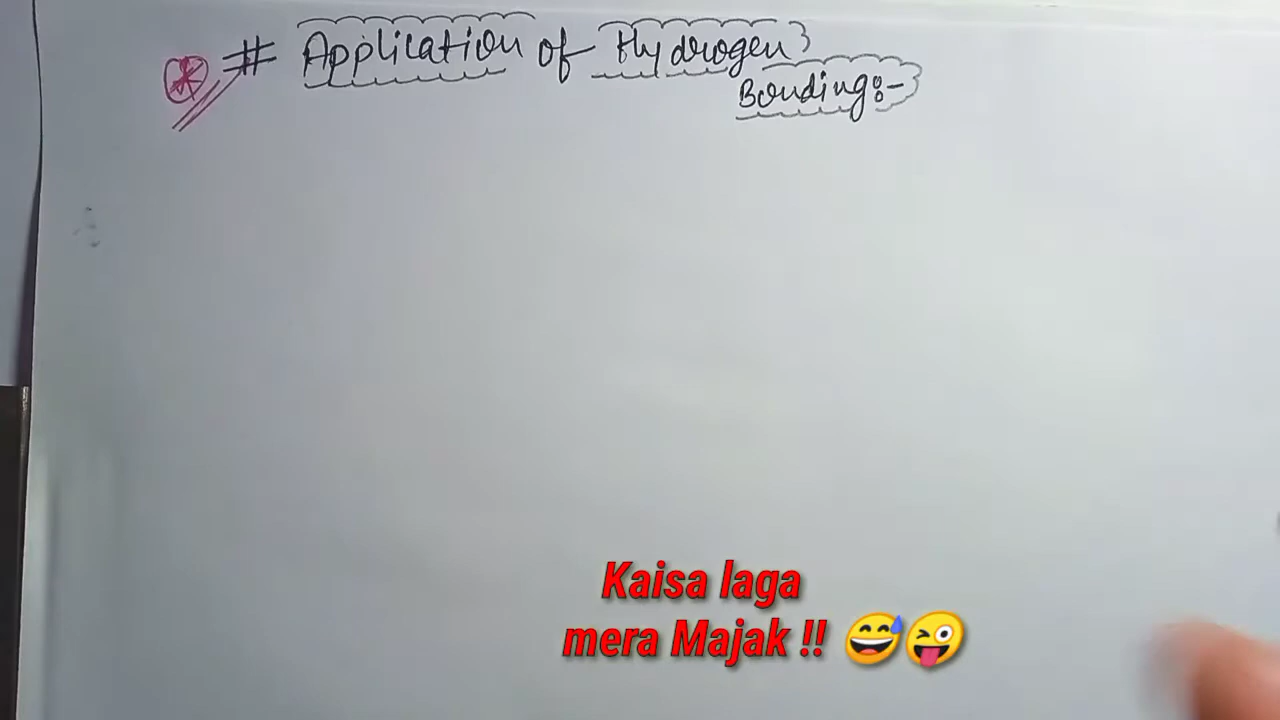 # Application of Hydrogen
Bonding:-
Kaisa laga
mera Majak !! 😅😜